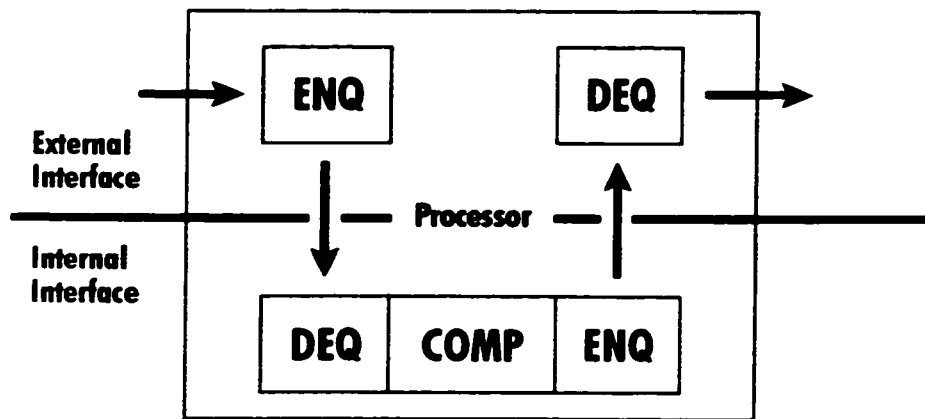 ENQ
DEQ
External
Interface
Processor
Internal
Interface
DEQ
COMP
ENQ